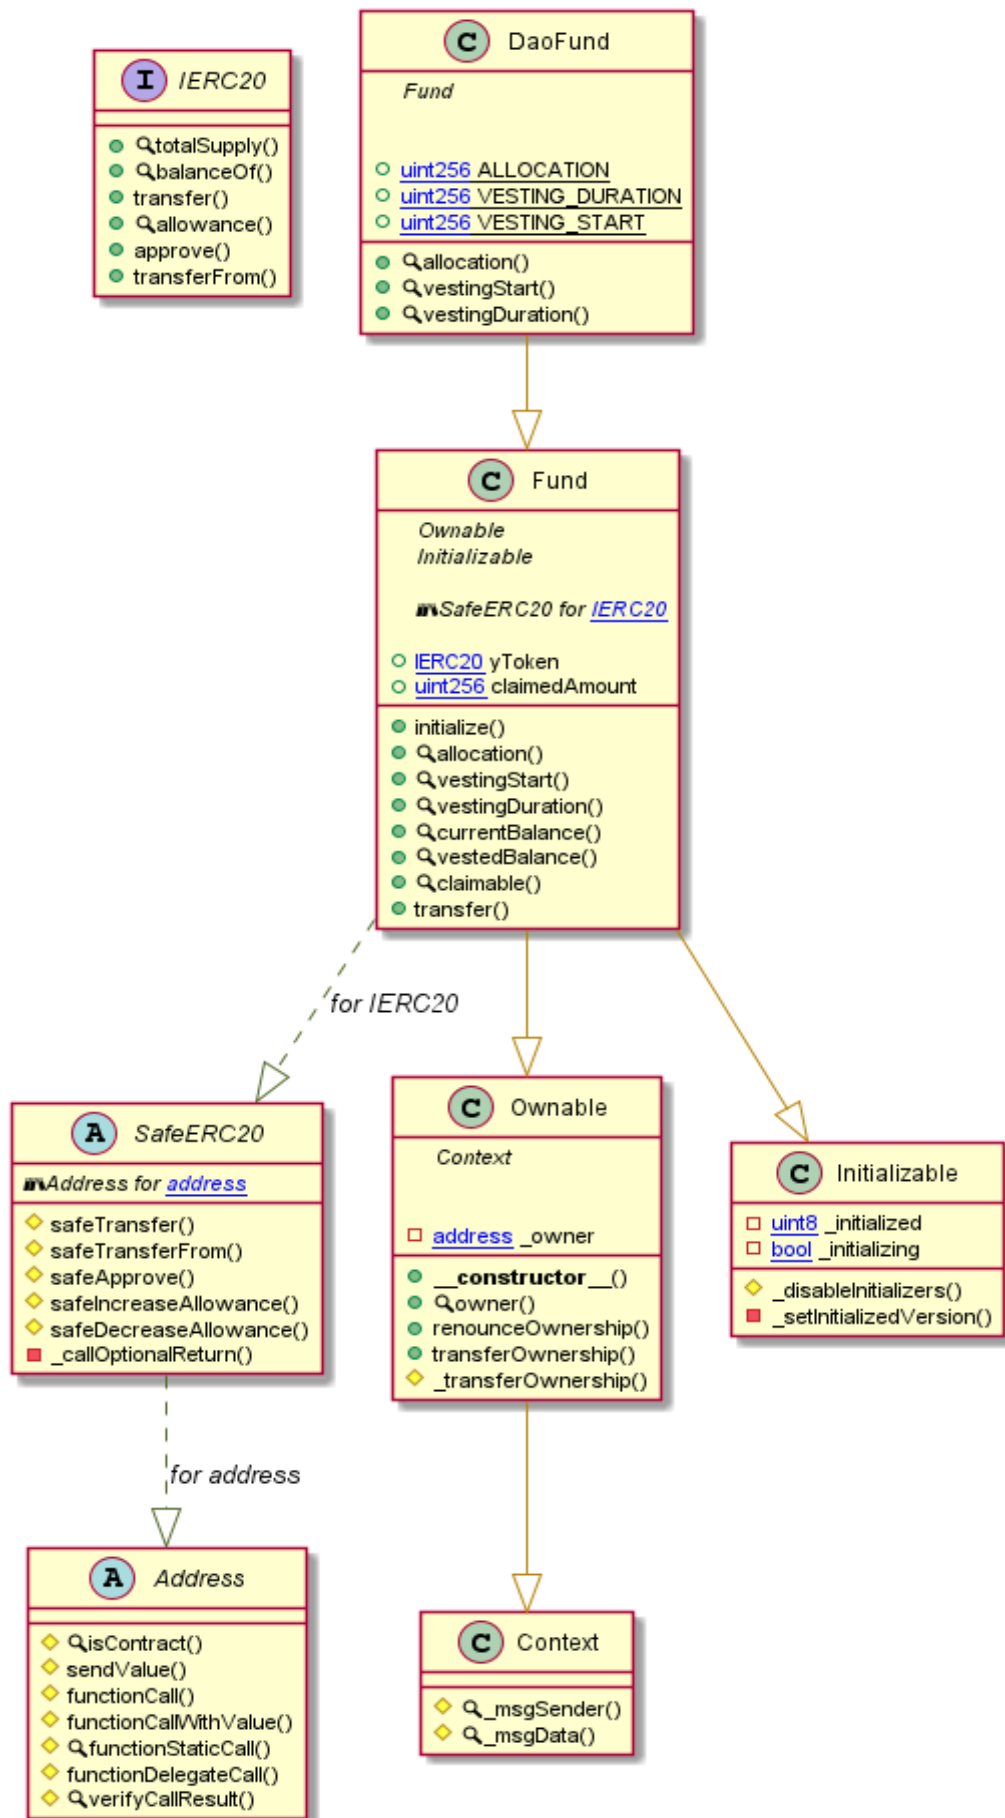 I IERC20
totalSupply()
balanceOf()
transfer()
allowance()
approve()
transferFrom()
C DaoFund
Fund
uint256 ALLOCATION
uint256 VESTING_DURATION
uint256 VESTING_START
allocation()
vestingStart()
vestingDuration()
C Fund
Ownable
Initializable
SafeERC20 for IERC20
IERC20 yToken
uint256 claimedAmount
initialize()
allocation()
vestingStart()
vestingDuration()
currentBalance()
vestedBalance()
claimable()
transfer()
for IERC20
A SafeERC20
Address for address
safeTransfer()
safeTransferFrom()
safeApprove()
safeIncreaseAllowance()
safeDecreaseAllowance()
_callOptionalReturn()
C Ownable
Context
address _owner
__constructor__()
owner()
renounceOwnership()
transferOwnership()
_transferOwnership()
C Initializable
uint8 _initialized
bool _initializing
_disableInitializers()
_setInitializedVersion()
for address
A Address
isContract()
sendValue()
functionCall()
functionCallWithValue()
functionStaticCall()
functionDelegateCall()
verifyCallResult()
C Context
_msgSender()
_msgData()